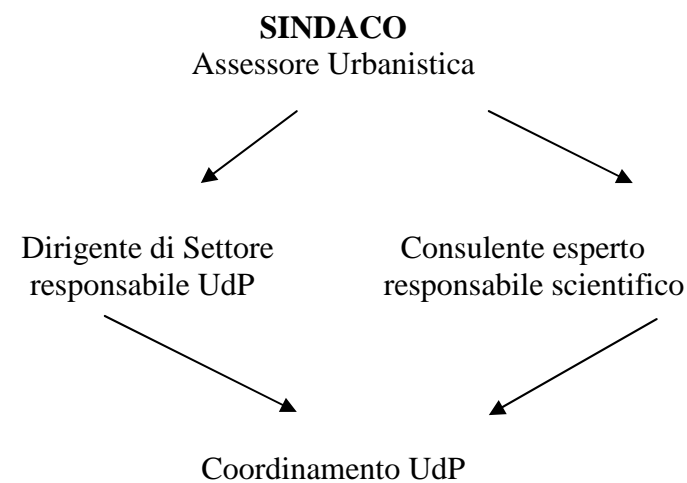 SINDACO
Assessore Urbanistica
Dirigente di Settore
responsabile UdP
Consulente esperto
responsabile scientifico
Coordinamento UdP